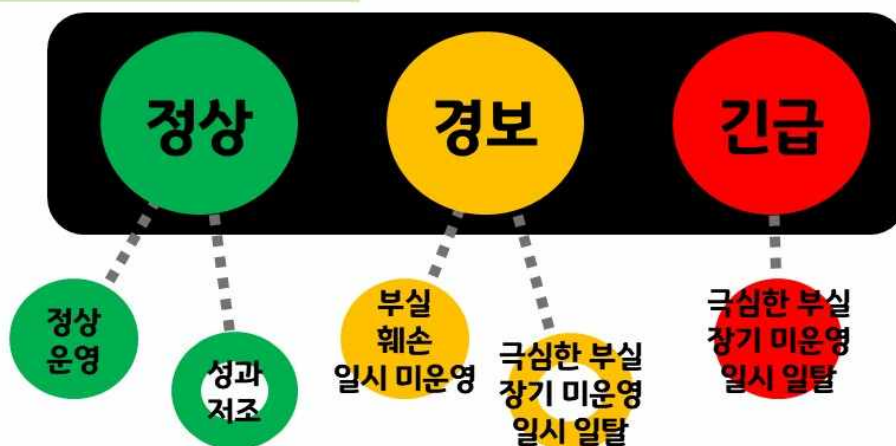 정상
경보
긴급
정상
운영
성과
저조
부실
훼손
일시 미운영
극심한 부실
장기 미운영
일시 일탈
극심한 부실
장기 미운영
일시 일탈